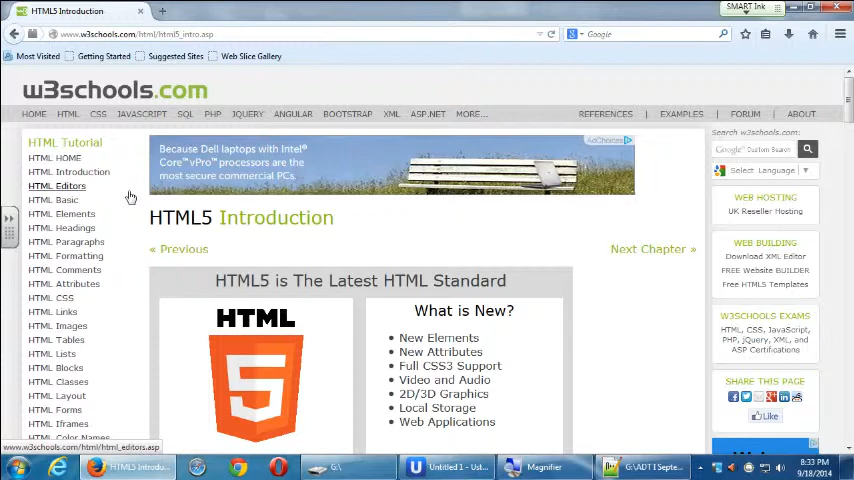 HTML5 Introduction
SMART Ink
www.w3schools.com/html/html5_intro.asp
Google
Most Visited
Getting Started
Suggested Sites
Web Slice Gallery
w3schools.com
HOME HTML CSS JAVASCRIPT SQL PHP JQUERY ANGULAR BOOTSTRAP XML ASP.NET MORE...
REFERENCES EXAMPLES FORUM ABOUT
HTML Tutorial
HTML HOME
HTML Introduction
HTML Editors
HTML Basic
HTML Elements
HTML Headings
HTML Paragraphs
HTML Formatting
HTML Comments
HTML Attributes
HTML CSS
HTML Links
HTML Images
HTML Tables
HTML Lists
HTML Blocks
HTML Classes
HTML Layout
HTML Forms
HTML Iframes
HTML Color Names
Because Dell laptops with Intel®
Core™ vPro™ processors are the
most secure commercial PCs.
AdChoices
HTML5 Introduction
« Previous
Next Chapter »
HTML5 is The Latest HTML Standard
HTML
5
What is New?
New Elements
New Attributes
Full CSS3 Support
Video and Audio
2D/3D Graphics
Local Storage
Web Applications
Search w3schools.com:
Google Custom Search
Select Language
WEB HOSTING
UK Reseller Hosting
WEB BUILDING
Download XML Editor
FREE Website BUILDER
Free HTML5 Templates
W3SCHOOLS EXAMS
HTML, CSS, JavaScript,
PHP, jQuery, XML, and
ASP Certifications
SHARE THIS PAGE
Like
www.w3schools.com/html/html_editors.asp
HTML5 Introdu...
G:\
Untitled 1 - Ust...
Magnifier
G:\ADT I Septe...
8:33 PM
9/18/2014